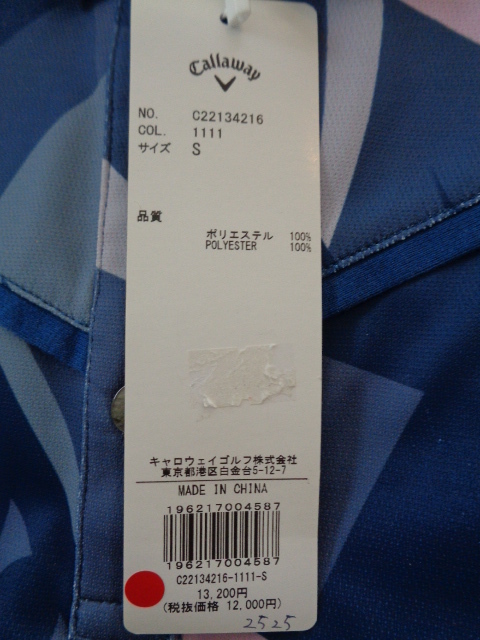 Callaway
NO. C22134216
COL. 1111
サイズ S
品質
ポリエステル 100%
POLYESTER 100%
キャロウェイゴルフ株式会社
東京都港区白金台5-12-7
MADE IN CHINA
196217004587
196217004587
C22134216-1111-S
13,200円
(税抜価格 12,000円)
2525